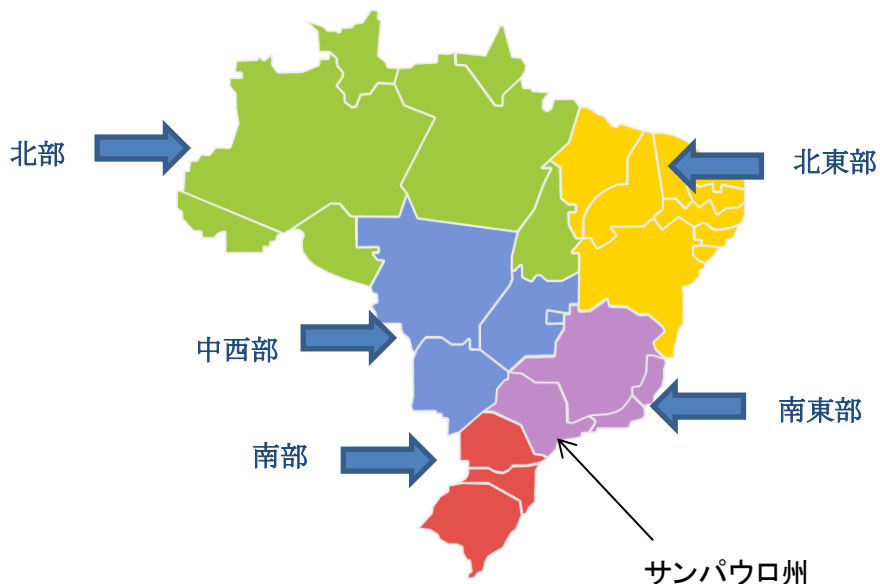 北部
北東部
中西部
南東部
南部
サンパウロ州